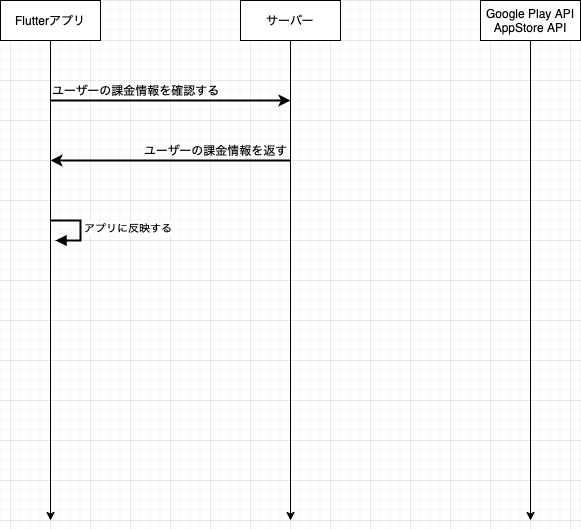 Flutterアプリ
サーバー
Google Play API
AppStore API
ユーザーの課金情報を確認する
ユーザーの課金情報を返す
アプリに反映する